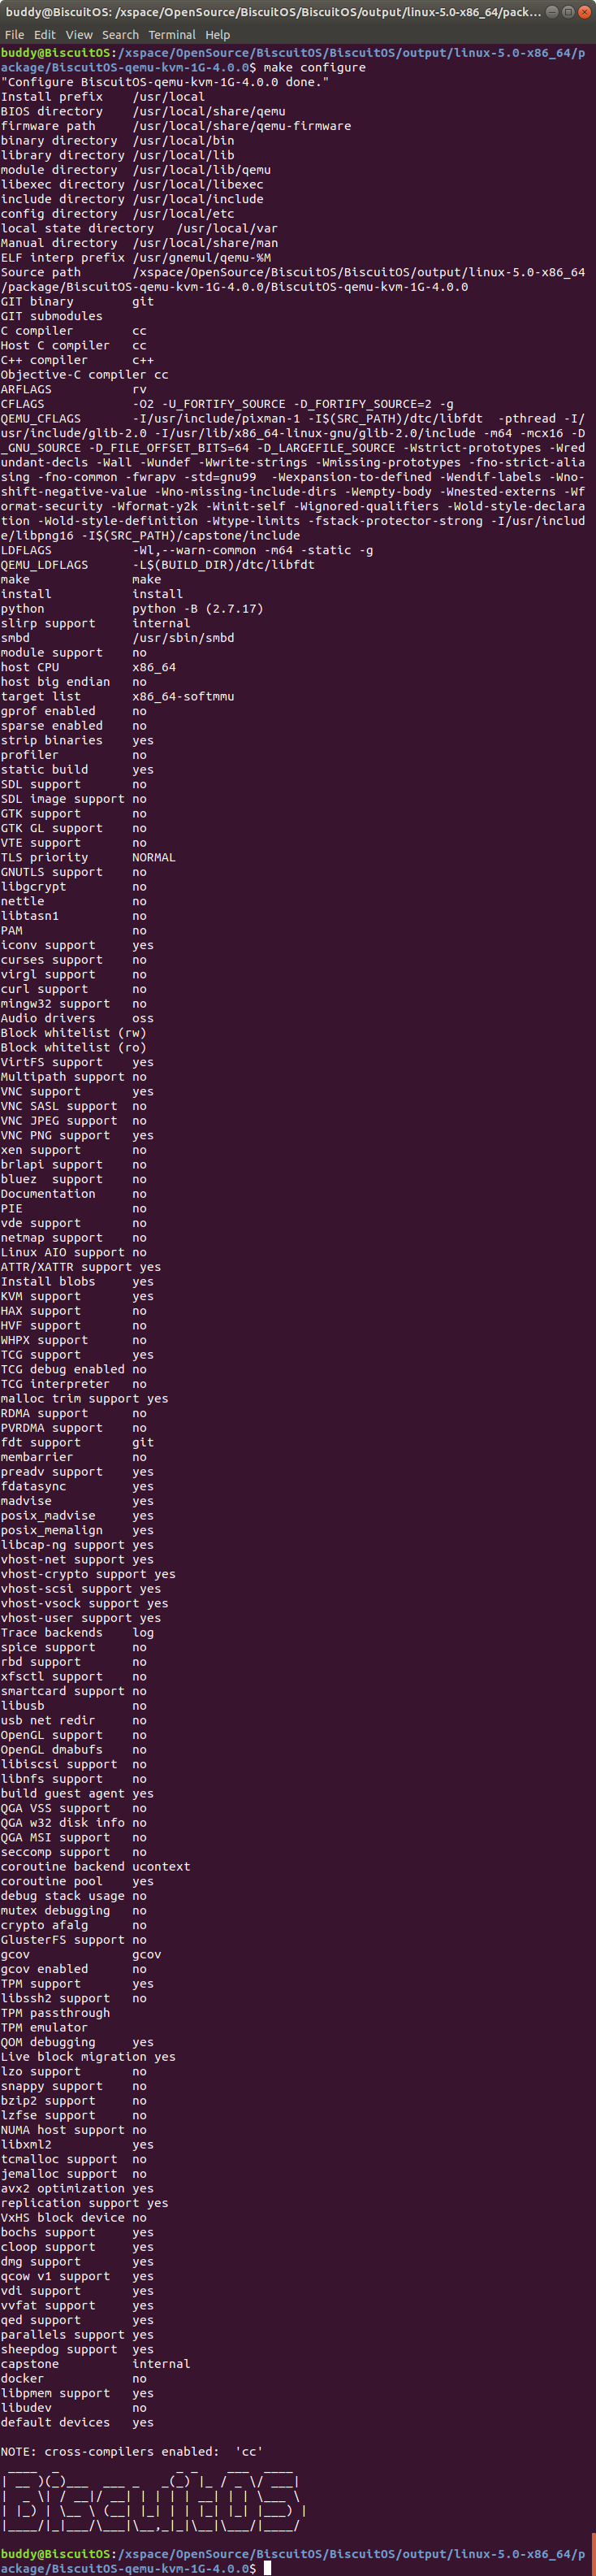 buddy@BiscuitOS: /xspace/OpenSource/BiscuitOS/BiscuitOS/output/linux-5.0-x86_64/pack...
File Edit View Search Terminal Help
buddy@BiscuitOS:/xspace/OpenSource/BiscuitOS/BiscuitOS/output/linux-5.0-x86_64/p
ackage/BiscuitOS-qemu-kvm-1G-4.0.0$ make configure
"Configure BiscuitOS-qemu-kvm-1G-4.0.0 done."
Install prefix    /usr/local
BIOS directory    /usr/local/share/qemu
firmware path     /usr/local/share/qemu-firmware
binary directory  /usr/local/bin
library directory /usr/local/lib
module directory  /usr/local/lib/qemu
libexec directory /usr/local/libexec
include directory /usr/local/include
config directory  /usr/local/etc
local state directory   /usr/local/var
Manual directory  /usr/local/share/man
ELF interp prefix /usr/gnemul/qemu-%M
Source path       /xspace/OpenSource/BiscuitOS/BiscuitOS/output/linux-5.0-x86_64
/package/BiscuitOS-qemu-kvm-1G-4.0.0/BiscuitOS-qemu-kvm-1G-4.0.0
GIT binary        git
GIT submodules
C compiler        cc
Host C compiler   cc
C++ compiler      c++
Objective-C compiler cc
ARFLAGS           rv
CFLAGS            -O2 -U_FORTIFY_SOURCE -D_FORTIFY_SOURCE=2 -g
QEMU_CFLAGS       -I/usr/include/pixman-1 -I$(SRC_PATH)/dtc/libfdt  -pthread -I/
usr/include/glib-2.0 -I/usr/lib/x86_64-linux-gnu/glib-2.0/include -m64 -mcx16 -D
_GNU_SOURCE -D_FILE_OFFSET_BITS=64 -D_LARGEFILE_SOURCE -Wstrict-prototypes -Wred
undant-decls -Wall -Wundef -Wwrite-strings -Wmissing-prototypes -fno-strict-alia
sing -fno-common -fwrapv -std=gnu99  -Wexpansion-to-defined -Wendif-labels -Wno-
shift-negative-value -Wno-missing-include-dirs -Wempty-body -Wnested-externs -Wf
ormat-security -Wformat-y2k -Winit-self -Wignored-qualifiers -Wold-style-declara
tion -Wold-style-definition -Wtype-limits -fstack-protector-strong -I/usr/includ
e/libpng16 -I$(SRC_PATH)/capstone/include
LDFLAGS           -Wl,--warn-common -m64 -static -g
QEMU_LDFLAGS      -L$(BUILD_DIR)/dtc/libfdt
make              make
install           install
python            python -B (2.7.17)
slirp support     internal
smbd              /usr/sbin/smbd
module support    no
host CPU          x86_64
host big endian   no
target list       x86_64-softmmu
gprof enabled     no
sparse enabled    no
strip binaries    yes
profiler          no
static build      yes
SDL support       no
SDL image support no
GTK support       no
GTK GL support    no
VTE support       no
TLS priority      NORMAL
GNUTLS support    no
libgcrypt         no
nettle            no
libtasn1          no
PAM               no
iconv support     yes
curses support    no
virgl support     no
curl support      no
mingw32 support   no
Audio drivers     oss
Block whitelist (rw)
Block whitelist (ro)
VirtFS support    yes
Multipath support no
VNC support       yes
VNC SASL support  no
VNC JPEG support  no
VNC PNG support   yes
xen support       no
brlapi support    no
bluez  support    no
Documentation     no
PIE               no
vde support       no
netmap support    no
Linux AIO support no
ATTR/XATTR support yes
Install blobs     yes
KVM support       yes
HAX support       no
HVF support       no
WHPX support      no
TCG support       yes
TCG debug enabled no
TCG interpreter   no
malloc trim support yes
RDMA support      no
PVRDMA support    no
fdt support       git
membarrier        no
preadv support    yes
fdatasync         yes
madvise           yes
posix_madvise     yes
posix_memalign    yes
libcap-ng support yes
vhost-net support yes
vhost-crypto support yes
vhost-scsi support yes
vhost-vsock support yes
vhost-user support yes
Trace backends    log
spice support     no
rbd support       no
xfsctl support    no
smartcard support no
libusb            no
usb net redir     no
OpenGL support    no
OpenGL dmabufs    no
libiscsi support  no
libnfs support    no
build guest agent yes
QGA VSS support   no
QGA w32 disk info no
QGA MSI support   no
seccomp support   no
coroutine backend ucontext
coroutine pool    yes
debug stack usage no
mutex debugging   no
crypto afalg      no
GlusterFS support no
gcov              gcov
gcov enabled      no
TPM support       yes
libssh2 support   no
TPM passthrough
TPM emulator
QOM debugging     yes
Live block migration yes
lzo support       no
snappy support    no
bzip2 support     no
lzfse support     no
NUMA host support no
libxml2           yes
tcmalloc support  no
jemalloc support  no
avx2 optimization yes
replication support yes
VxHS block device no
bochs support     yes
cloop support     yes
dmg support       yes
qcow v1 support   yes
vdi support       yes
vvfat support     yes
qed support       yes
parallels support yes
sheepdog support  yes
capstone          internal
docker            no
libpmem support   yes
libudev           no
default devices   yes
NOTE: cross-compilers enabled:  'cc'
BiscuitOS
buddy@BiscuitOS:/xspace/OpenSource/BiscuitOS/BiscuitOS/output/linux-5.0-x86_64/p
ackage/BiscuitOS-qemu-kvm-1G-4.0.0$